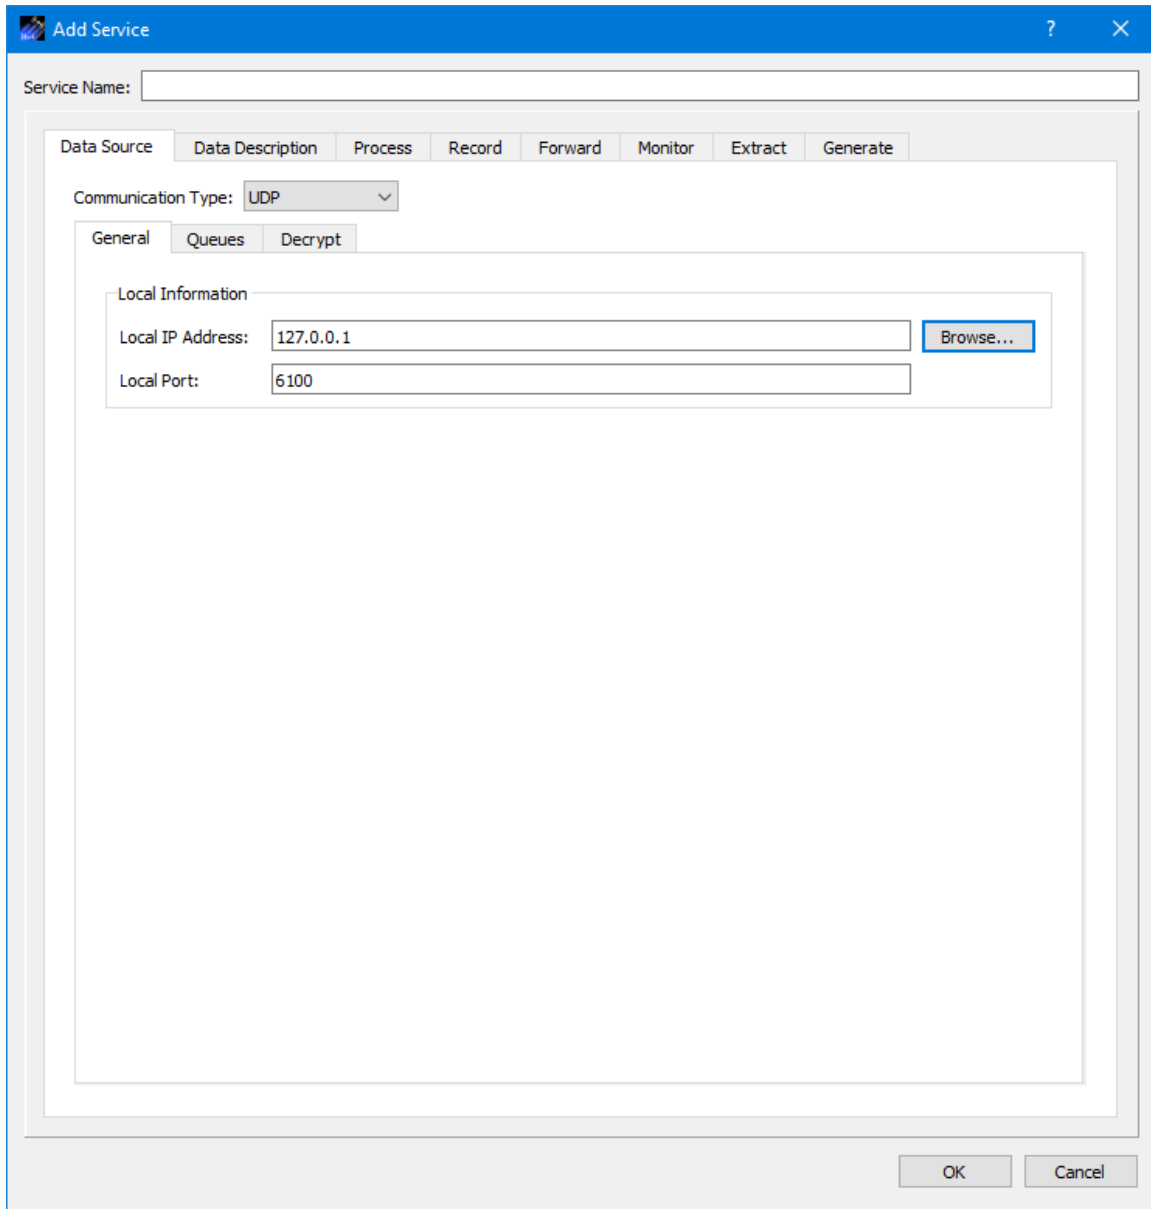 Add Service ?
Service Name:
Data Source Data Description Process Record Forward Monitor Extract Generate
Communication Type: UDP
General Queues Decrypt
Local Information
Local IP Address: 127.0.0.1 Browse...
Local Port: 6100
OK Cancel